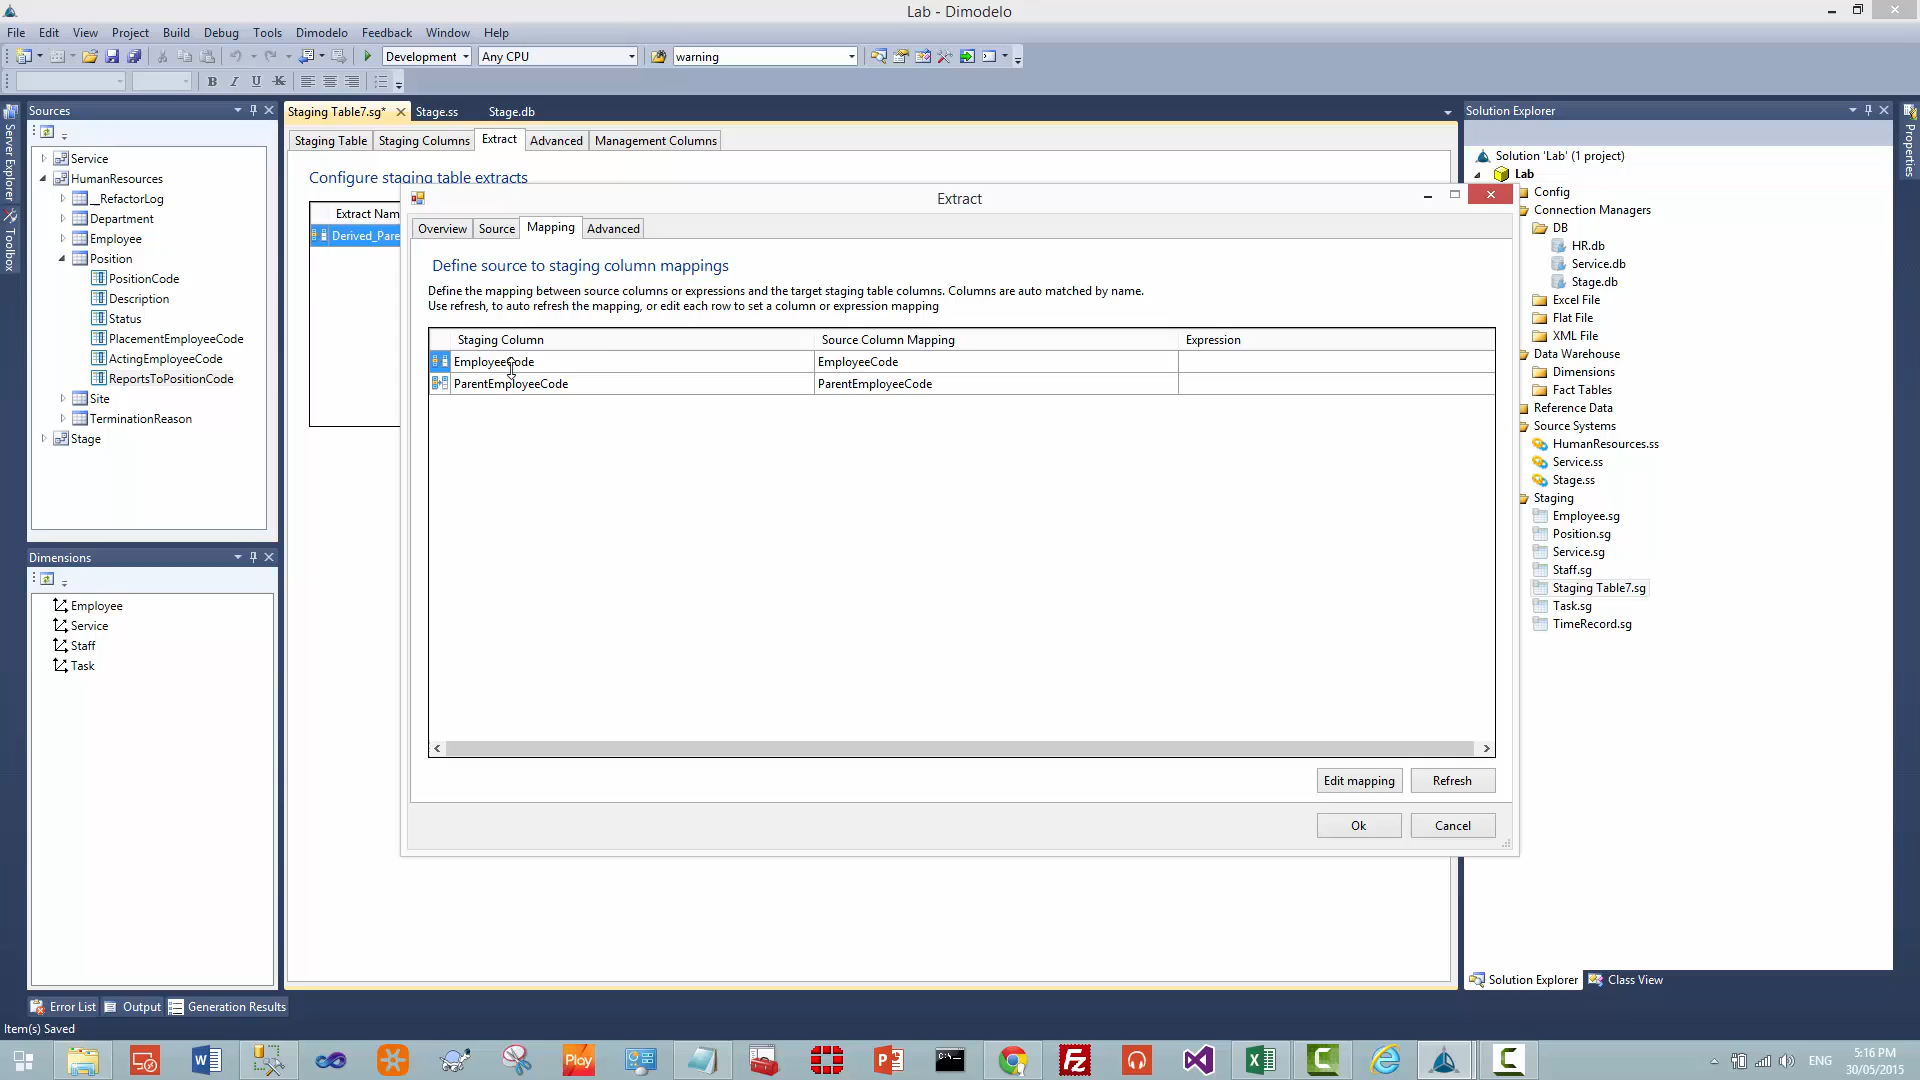 Lab - Dimodelo
File Edit View Project Build Debug Tools Dimodelo Feedback Window Help
Development Any CPU warning
B I U
Server Explorer
Toolbox
Sources
Service
HumanResources
__RefactorLog
Department
Employee
Position
PositionCode
Description
Status
PlacementEmployeeCode
ActingEmployeeCode
ReportsToPositionCode
Site
TerminationReason
Stage
Dimensions
Employee
Service
Staff
Task
Staging Table7.sg* Stage.ss Stage.db
Staging Table Staging Columns Extract Advanced Management Columns
Configure staging table extracts
Extract Nam
Derived_Pare
Extract
Overview Source Mapping Advanced
Define source to staging column mappings
Define the mapping between source columns or expressions and the target staging table columns. Columns are auto matched by name.
Use refresh, to auto refresh the mapping, or edit each row to set a column or expression mapping
Staging Column Source Column Mapping Expression
EmployeeCode EmployeeCode
ParentEmployeeCode ParentEmployeeCode
Edit mapping Refresh
Ok Cancel
Solution Explorer
Solution 'Lab' (1 project)
Lab
Config
Connection Managers
DB
HR.db
Service.db
Stage.db
Excel File
Flat File
XML File
Data Warehouse
Dimensions
Fact Tables
Reference Data
Source Systems
HumanResources.ss
Service.ss
Stage.ss
Staging
Employee.sg
Position.sg
Service.sg
Staff.sg
Staging Table7.sg
Task.sg
TimeRecord.sg
Solution Explorer Class View
Properties
Error List Output Generation Results
Item(s) Saved
Play
ENG
5:16 PM
30/05/2015